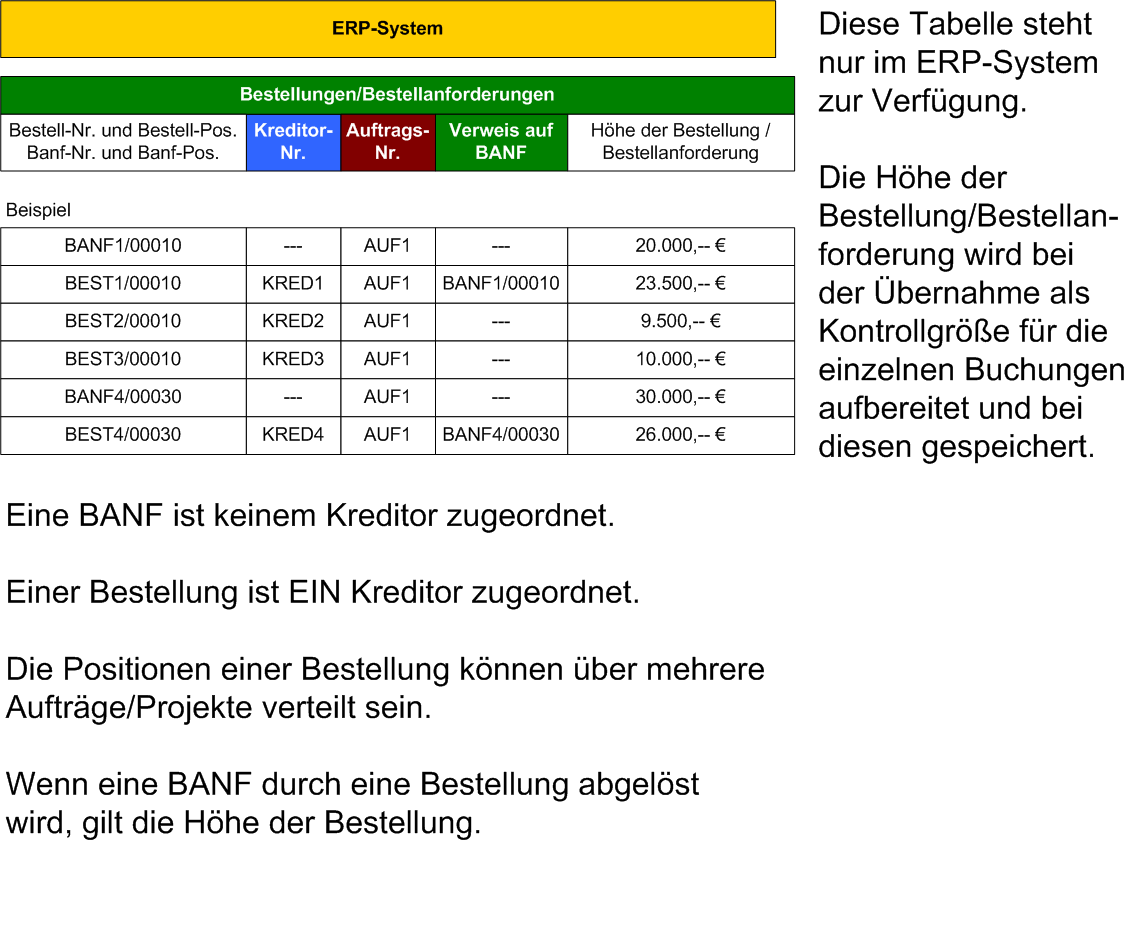 ERP-System
Bestellungen/Bestellanforderungen
Bestell-Nr. und Bestell-Pos.
Banf-Nr. und Banf-Pos.
Kreditor-
Nr.
Auftrags-
Nr.
Verweis auf
BANF
Höhe der Bestellung /
Bestellanforderung
Beispiel
BANF1/00010 --- AUF1 --- 20.000,-- €
BEST1/00010 KRED1 AUF1 BANF1/00010 23.500,-- €
BEST2/00010 KRED2 AUF1 --- 9.500,-- €
BEST3/00010 KRED3 AUF1 --- 10.000,-- €
BANF4/00030 --- AUF1 --- 30.000,-- €
BEST4/00030 KRED4 AUF1 BANF4/00030 26.000,-- €
Diese Tabelle steht
nur im ERP-System
zur Verfügung.
Die Höhe der
Bestellung/Bestellan-
forderung wird bei
der Übernahme als
Kontrollgröße für die
einzelnen Buchungen
aufbereitet und bei
diesen gespeichert.
Eine BANF ist keinem Kreditor zugeordnet.
Einer Bestellung ist EIN Kreditor zugeordnet.
Die Positionen einer Bestellung können über mehrere
Aufträge/Projekte verteilt sein.
Wenn eine BANF durch eine Bestellung abgelöst
wird, gilt die Höhe der Bestellung.